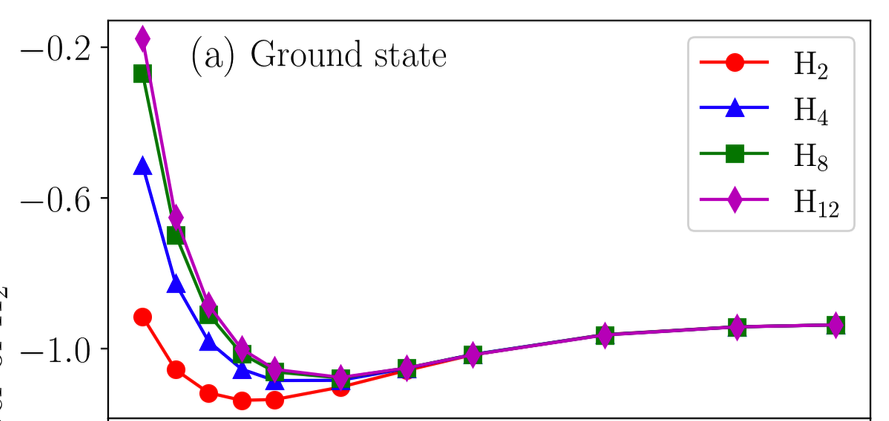 (a) Ground state
−0.2
−0.6
−1.0
H₂
H₄
H₈
H₁₂